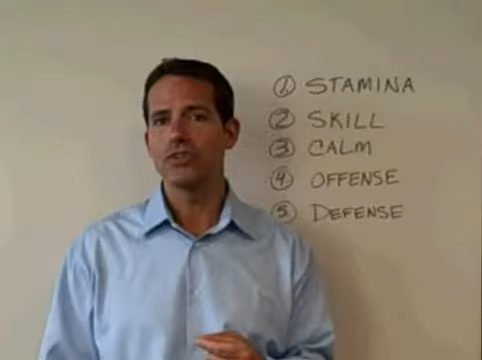 1. STAMINA
2 SKILL
3 CALM
4 OFFENSE
5 DEFENSE